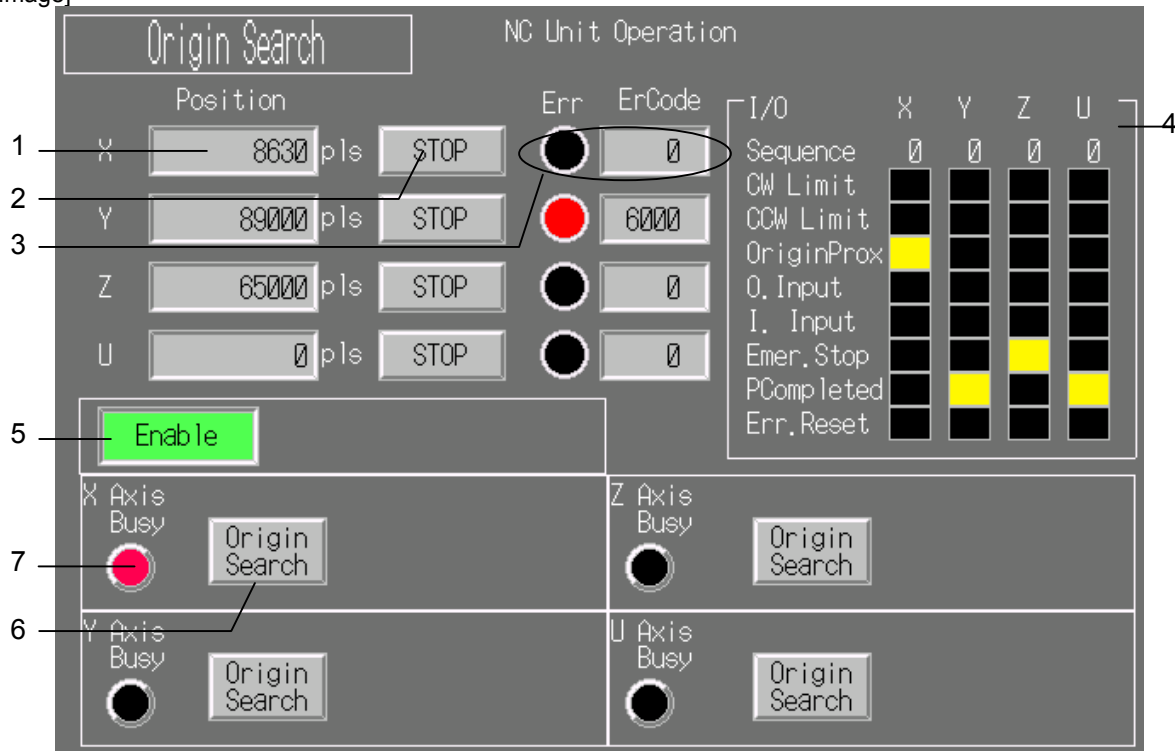 Image]
Origin Search
NC Unit Operation
Position
Err
ErCode
1
X
8630 pls
STOP
0
2
Y
89000 pls
STOP
6000
3
Z
65000 pls
STOP
0
U
0 pls
STOP
0
I/O X Y Z U
4
Sequence 0 0 0 0
CW Limit
CCW Limit
OriginProx
O.Input
I. Input
Emer.Stop
PCompleted
Err.Reset
5
Enable
X Axis
Busy
Origin
Search
7
6
Z Axis
Busy
Origin
Search
Y Axis
Busy
Origin
Search
U Axis
Busy
Origin
Search